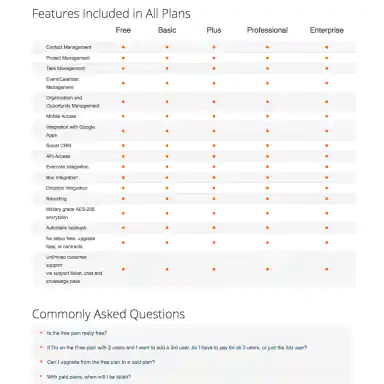 Features Included in All Plans
Free Basic Plus Professional Enterprise
Contact Management
Project Management
Task Management
Event/Calendar
Management
Organization and
Opportunity Management
Mobile Access
Integration with Google
Apps
Social CRM
API Access
Evernote Integration
Box Integration
Dropbox Integration
Reporting
Military grade AES-256
encryption
Automatic backups
No setup fees, upgrade
fees, or contracts
Unlimited customer
support
via support ticket, chat and
knowledge base
Commonly Asked Questions
Is the free plan really free?
If I'm on the Free plan with 2 users and I want to add a 3rd user, do I have to pay for all 3 users, or just the 3rd user?
Can I upgrade from the free plan to a paid plan?
With paid plans, when will I be billed?